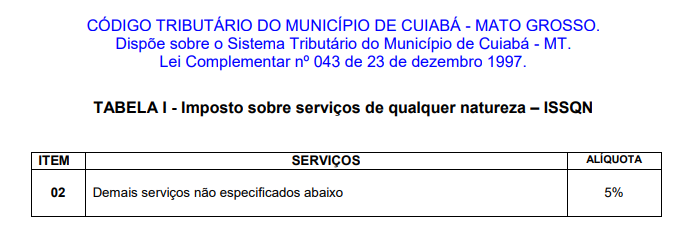 CÓDIGO TRIBUTÁRIO DO MUNICÍPIO DE CUIABÁ - MATO GROSSO.
Dispõe sobre o Sistema Tributário do Município de Cuiabá - MT.
Lei Complementar nº 043 de 23 de dezembro 1997.
TABELA I - Imposto sobre serviços de qualquer natureza – ISSQN
ITEM SERVIÇOS ALÍQUOTA
02 Demais serviços não especificados abaixo 5%